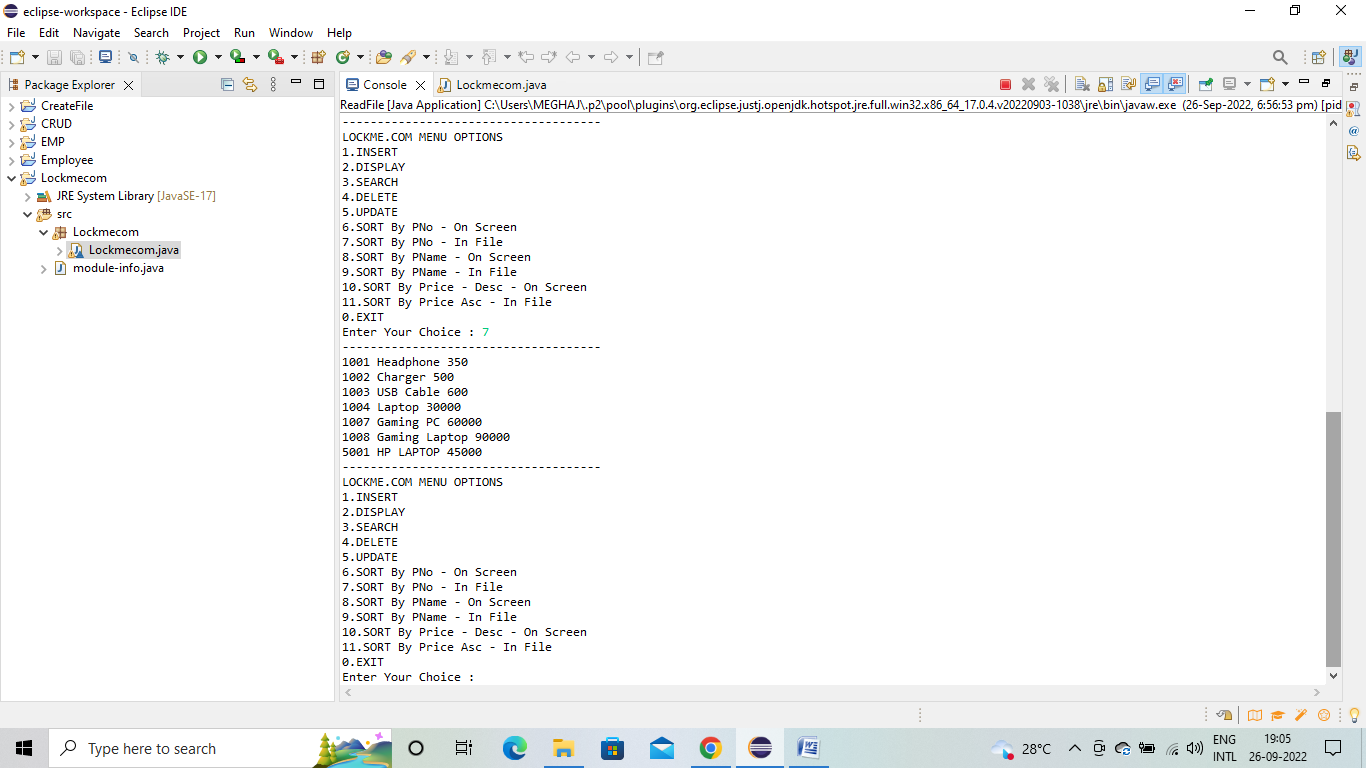 eclipse-workspace - Eclipse IDE
File Edit Navigate Search Project Run Window Help
Package Explorer
CreateFile
CRUD
EMP
Employee
Lockmecom
JRE System Library [JavaSE-17]
src
Lockmecom
Lockmecom.java
module-info.java
Console Lockmecom.java
ReadFile [Java Application] C:\Users\MEGHAJ\.p2\pool\plugins\org.eclipse.justj.openjdk.hotspot.jre.full.win32.x86_64_17.0.4.v20220903-1038\jre\bin\javaw.exe (26-Sep-2022, 6:56:53 pm) [pid
-------------------------------------
LOCKME.COM MENU OPTIONS
1.INSERT
2.DISPLAY
3.SEARCH
4.DELETE
5.UPDATE
6.SORT By PNo - On Screen
7.SORT By PNo - In File
8.SORT By PName - On Screen
9.SORT By PName - In File
10.SORT By Price - Desc - On Screen
11.SORT By Price Asc - In File
0.EXIT
Enter Your Choice : 7
-------------------------------------
1001 Headphone 350
1002 Charger 500
1003 USB Cable 600
1004 Laptop 30000
1007 Gaming PC 60000
1008 Gaming Laptop 90000
5001 HP LAPTOP 45000
-------------------------------------
LOCKME.COM MENU OPTIONS
1.INSERT
2.DISPLAY
3.SEARCH
4.DELETE
5.UPDATE
6.SORT By PNo - On Screen
7.SORT By PNo - In File
8.SORT By PName - On Screen
9.SORT By PName - In File
10.SORT By Price - Desc - On Screen
11.SORT By Price Asc - In File
0.EXIT
Enter Your Choice :
Type here to search
28°C
ENG
INTL
19:05
26-09-2022